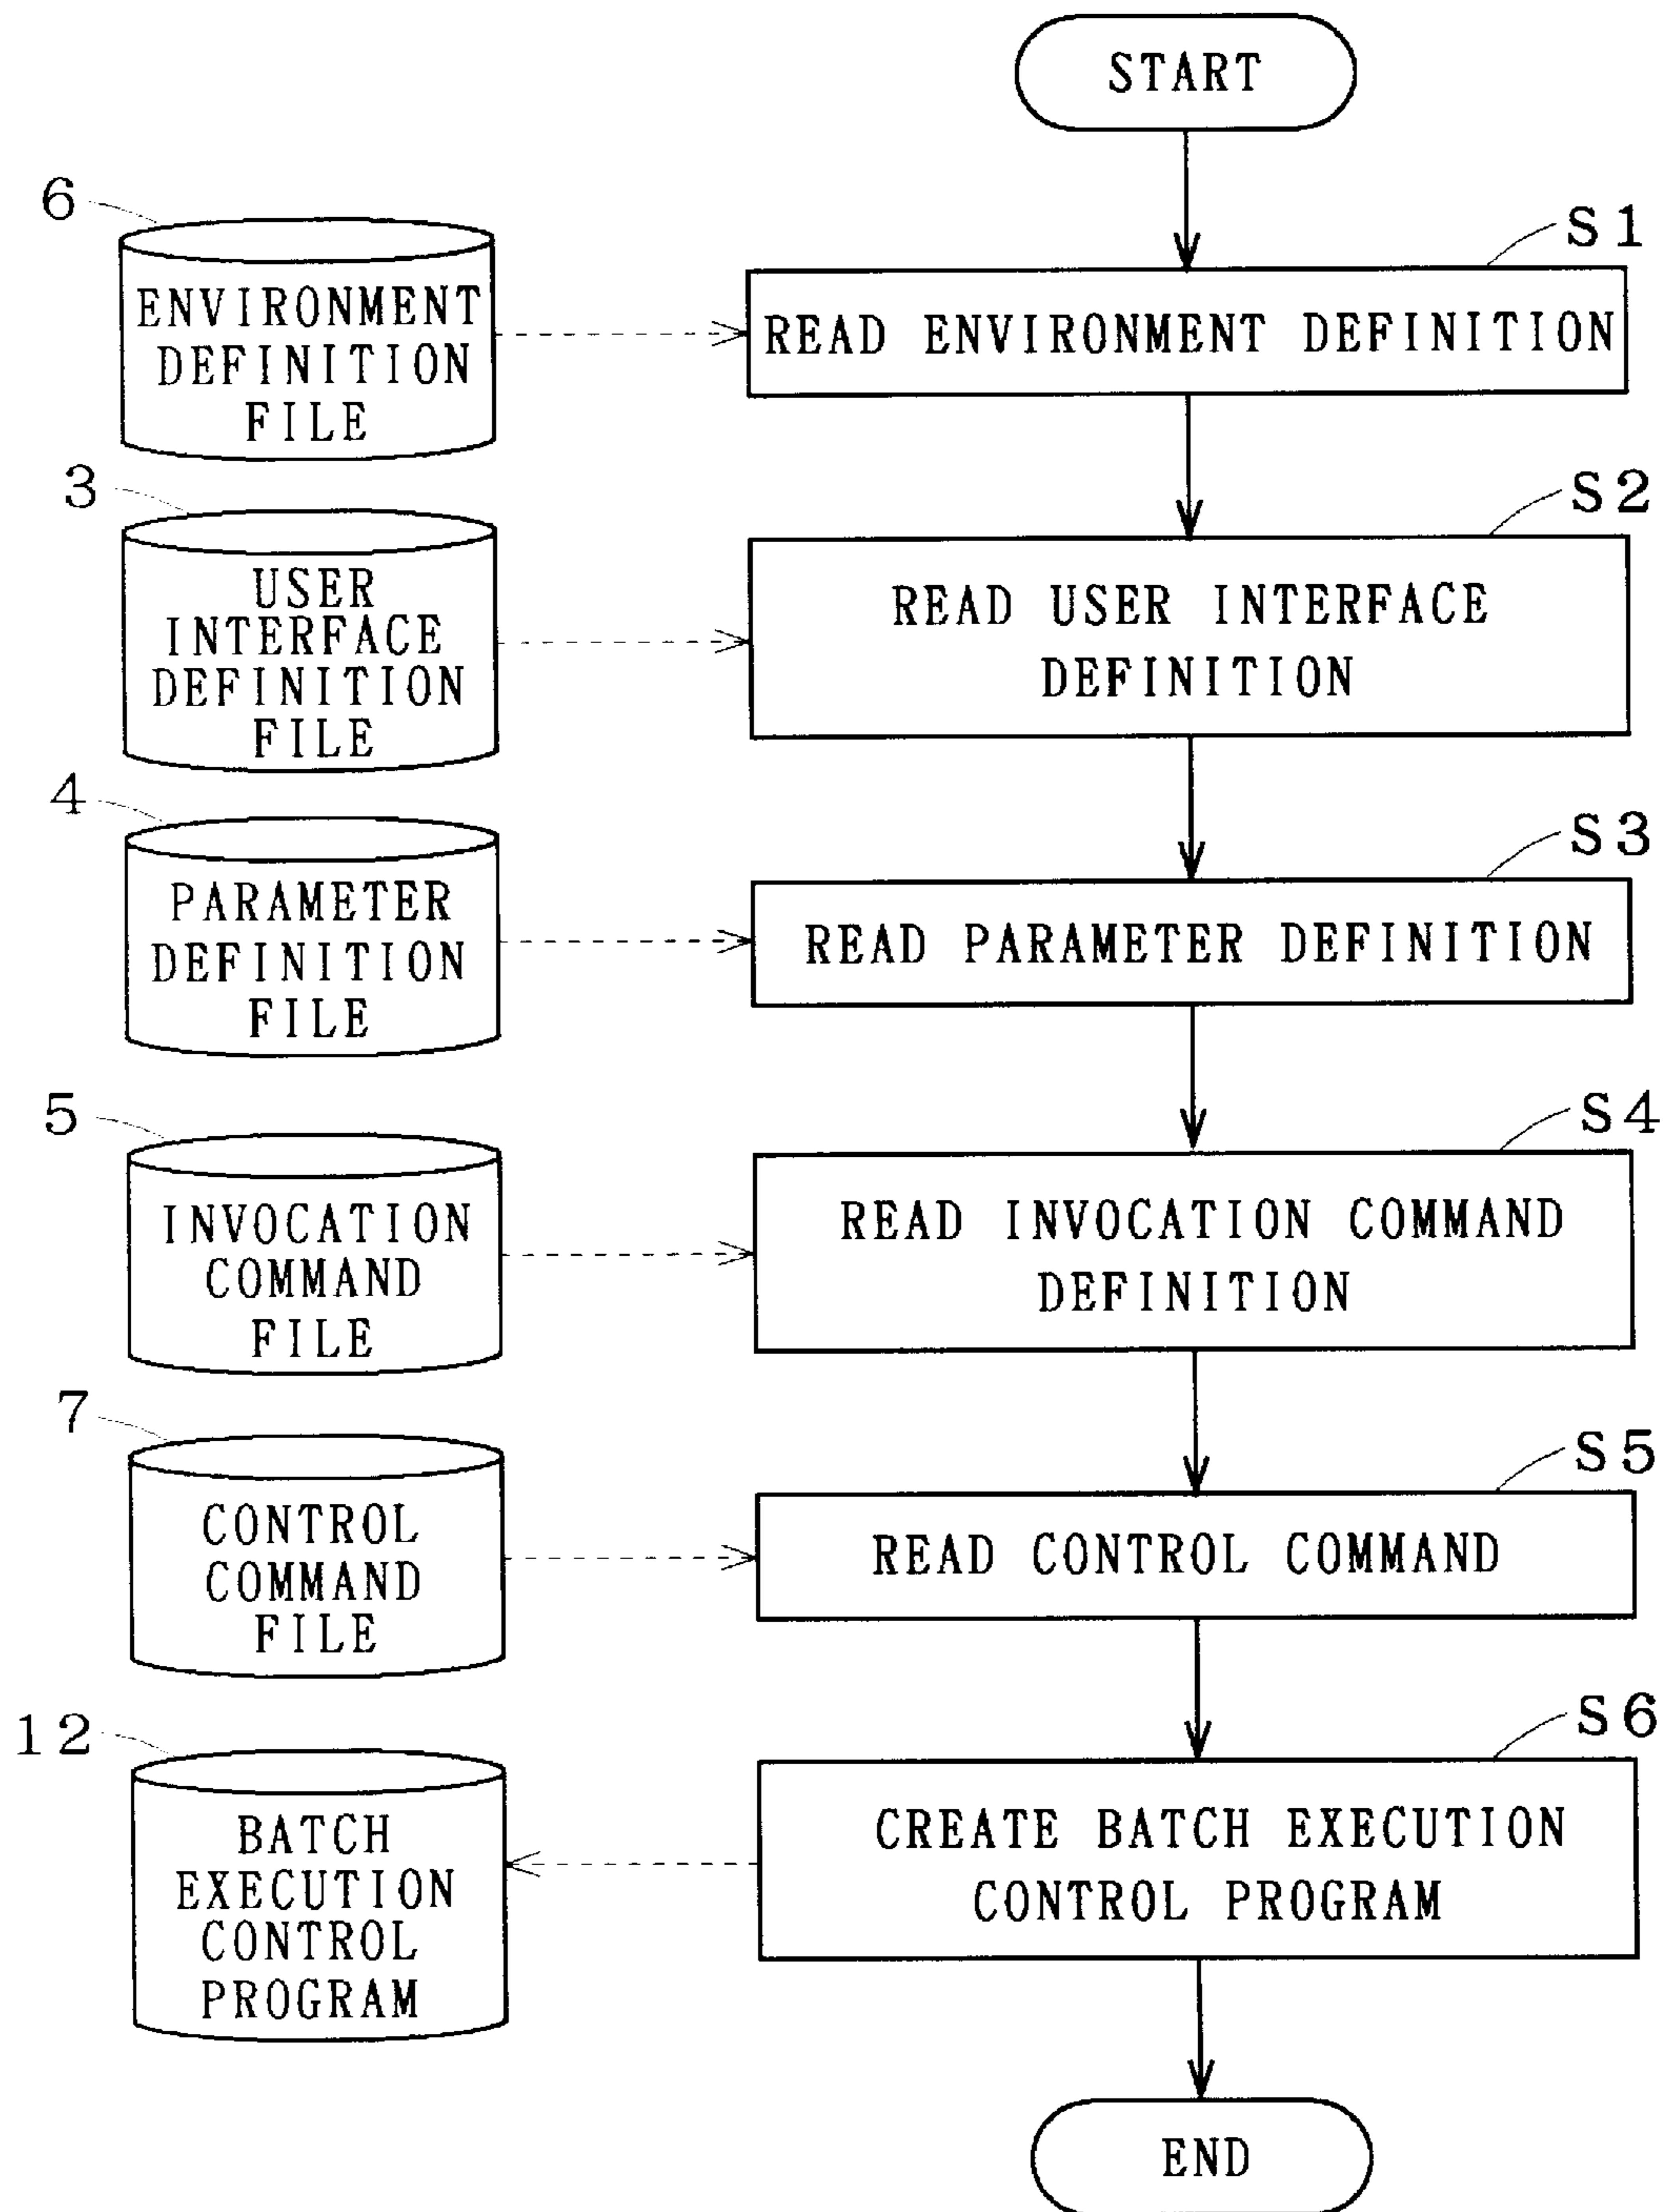 START
6
S1
ENVIRONMENT
DEFINITION
FILE
READ ENVIRONMENT DEFINITION
3
S2
USER
INTERFACE
DEFINITION
FILE
READ USER INTERFACE
DEFINITION
4
S3
PARAMETER
DEFINITION
FILE
READ PARAMETER DEFINITION
5
S4
INVOCATION
COMMAND
FILE
READ INVOCATION COMMAND
DEFINITION
7
S5
CONTROL
COMMAND
FILE
READ CONTROL COMMAND
12
S6
BATCH
EXECUTION
CONTROL
PROGRAM
CREATE BATCH EXECUTION
CONTROL PROGRAM
END